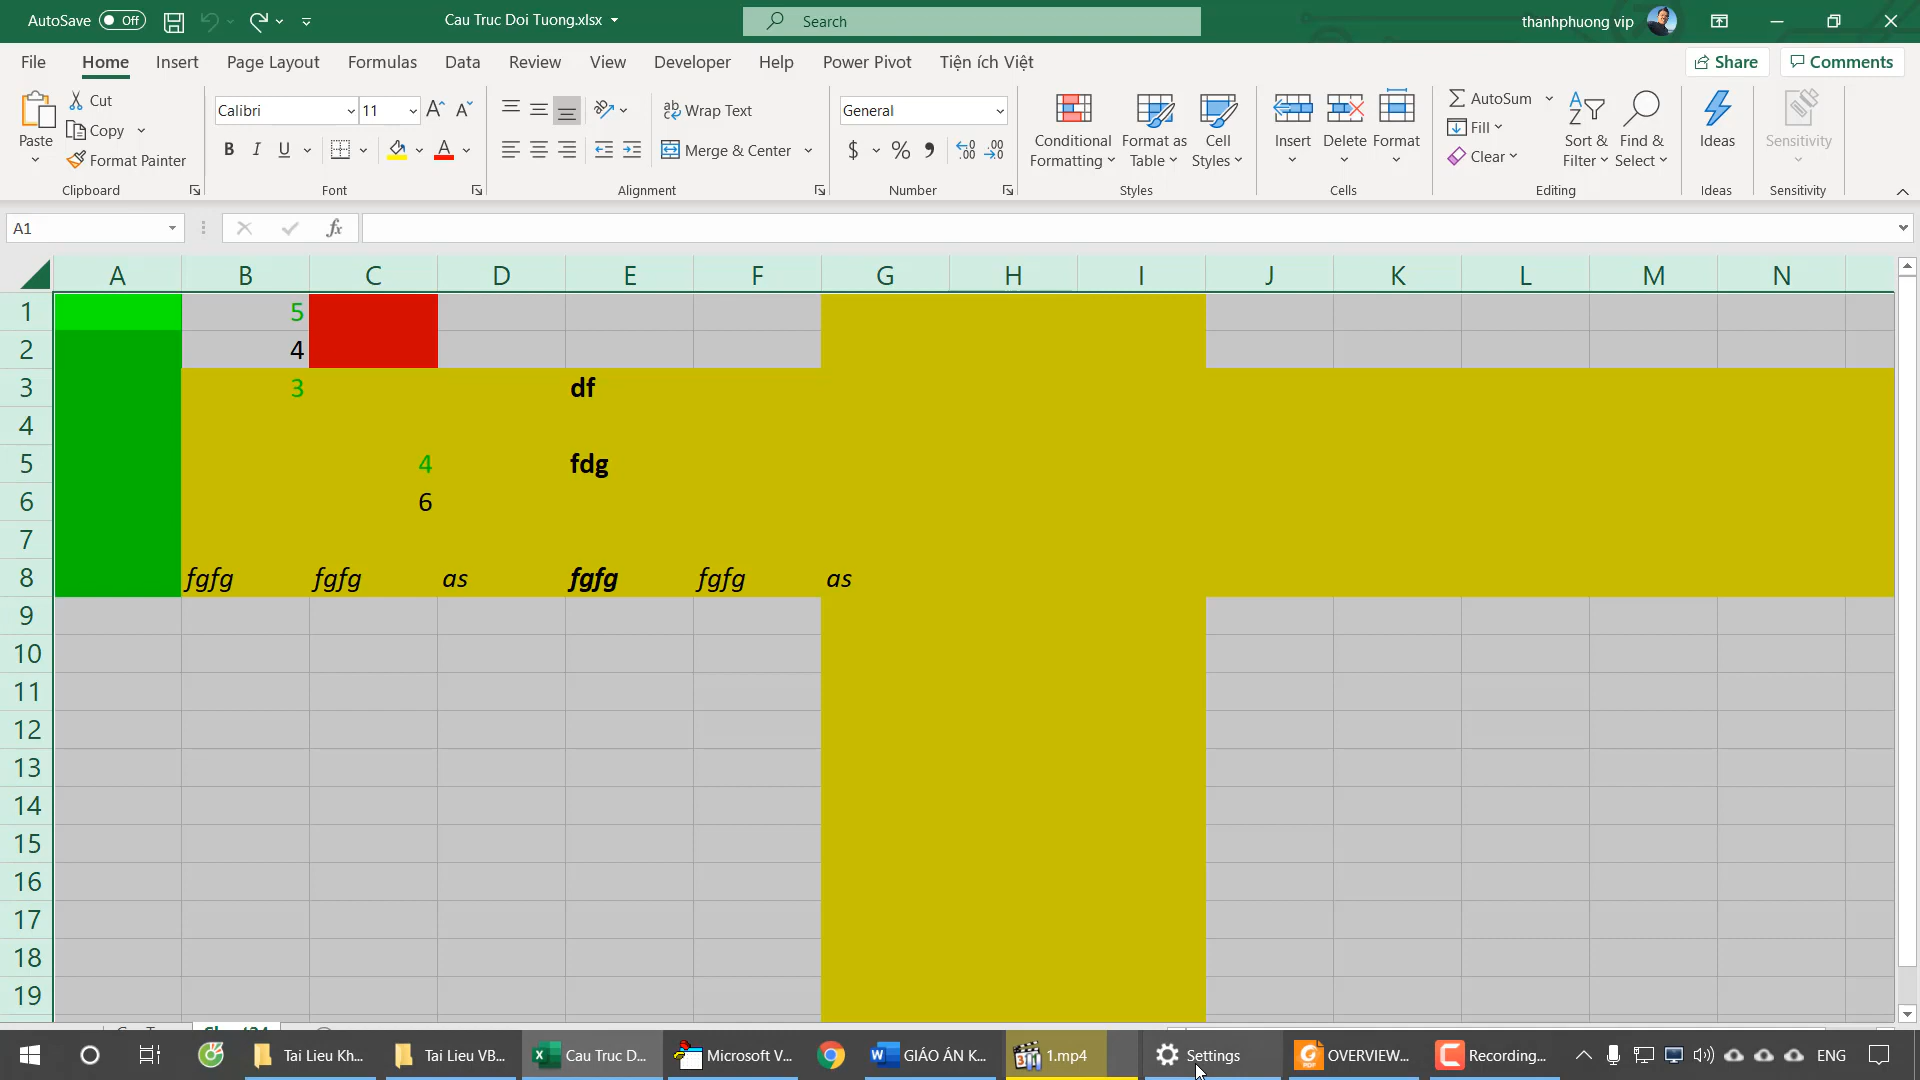 AutoSave Off Cau Truc Doi Tuong.xlsx Search thanhphuong vip
File Home Insert Page Layout Formulas Data Review View Developer Help Power Pivot Tiện ích Việt Share Comments
Paste Cut Copy Format Painter Clipboard
Calibri 11 B I U A Font
ab Wrap Text Merge & Center Alignment
General $ % Number
Conditional Formatting Format as Table Cell Styles Styles
Insert Delete Format Cells
AutoSum Fill Clear Sort & Filter Find & Select Editing
Ideas Ideas
Sensitivity Sensitivity
A1 fx
A B C D E F G H I J K L M N
1 5
2 4
3 3 df
4
5 4 fdg
6 6
7
8 fgfg fgfg as fgfg fgfg as
9
10
11
12
13
14
15
16
17
18
19
Tai Lieu Kh... Tai Lieu VB... Cau Truc D... Microsoft V... GIÁO ÁN K... 1.mp4 Settings OVERVIEW... Recording... ENG